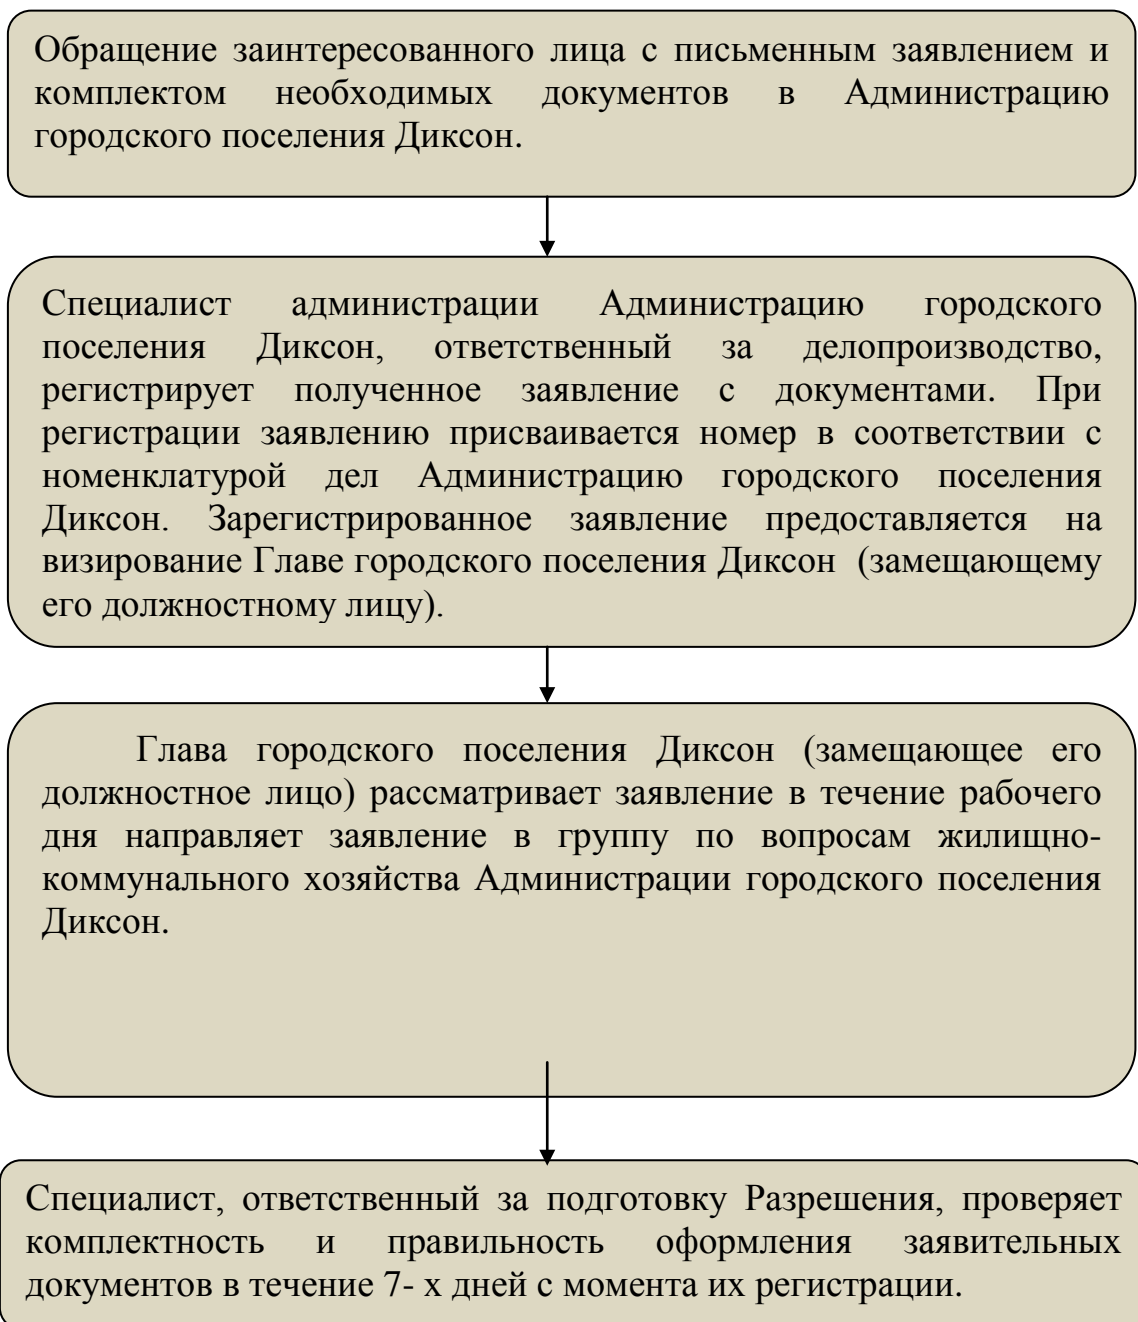 Обращение заинтересованного лица с письменным заявлением и
комплектом необходимых документов в Администрацию
городского поселения Диксон.
Специалист администрации Администрацию городского
поселения Диксон, ответственный за делопроизводство,
регистрирует полученное заявление с документами. При
регистрации заявлению присваивается номер в соответствии с
номенклатурой дел Администрацию городского поселения
Диксон. Зарегистрированное заявление предоставляется на
визирование Главе городского поселения Диксон (замещающему
его должностному лицу).
Глава городского поселения Диксон (замещающее его
должностное лицо) рассматривает заявление в течение рабочего
дня направляет заявление в группу по вопросам жилищно-
коммунального хозяйства Администрации городского поселения
Диксон.
Специалист, ответственный за подготовку Разрешения, проверяет
комплектность и правильность оформления заявительных
документов в течение 7- х дней с момента их регистрации.